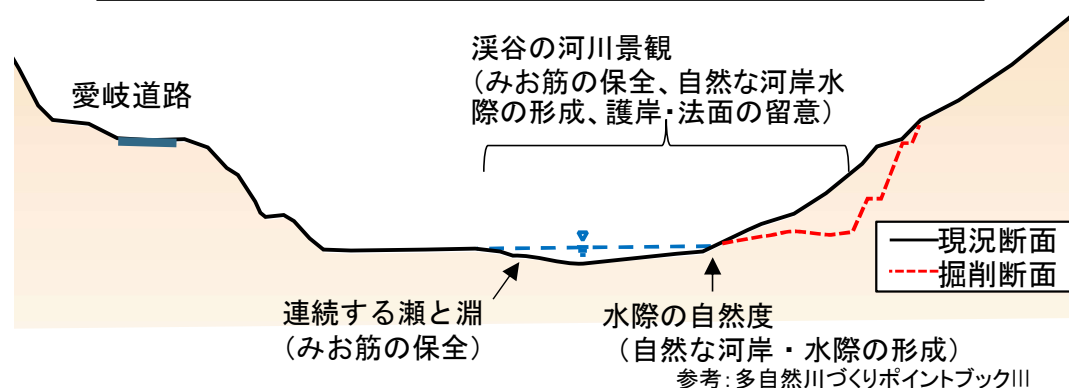 渓谷の河川景観
(みお筋の保全、自然な河岸水
際の形成、護岸・法面の留意)
愛岐道路
現況断面
掘削断面
連続する瀬と淵
(みお筋の保全)
水際の自然度
(自然な河岸・水際の形成)
参考:多自然川づくりポイントブックIII